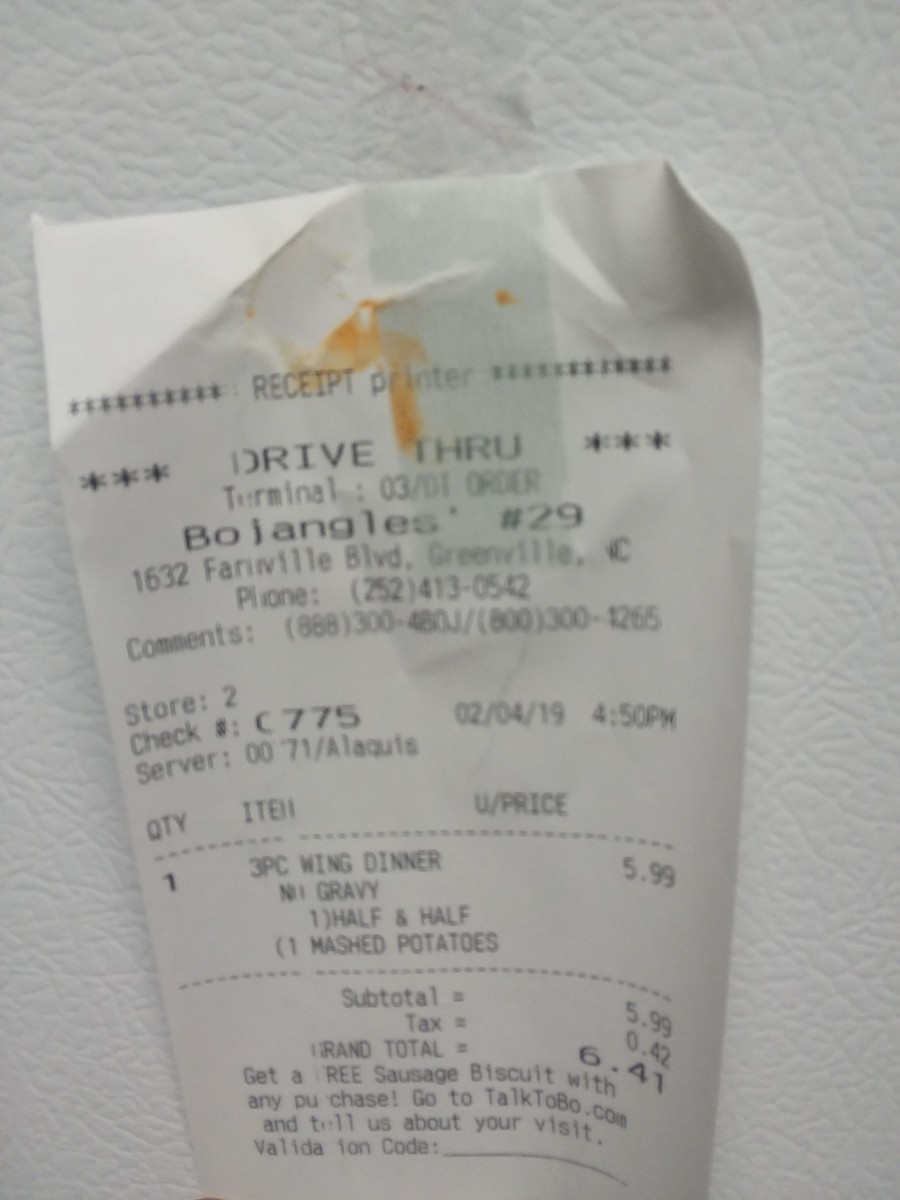 ********** RECEIPT printer ************
*** DRIVE THRU ***
Terminal : 03/DT ORDER
Bojangles' #29
1632 Farmville Blvd, Greenville, NC
Phone: (252)413-0542
Comments: (888)300-480 /(800)300-1265
Store: 2
Check #: C775 02/04/19 4:50PM
Server: 00 71/Alaquis
QTY ITEM U/PRICE
1 3PC WING DINNER 5.99
NO GRAVY
1)HALF & HALF
(1 MASHED POTATOES
Subtotal = 5.99
Tax = 0.42
GRAND TOTAL = 6.41
Get a FREE Sausage Biscuit with
any purchase! Go to TalkToBo.com
and tell us about your visit.
Validation Code: